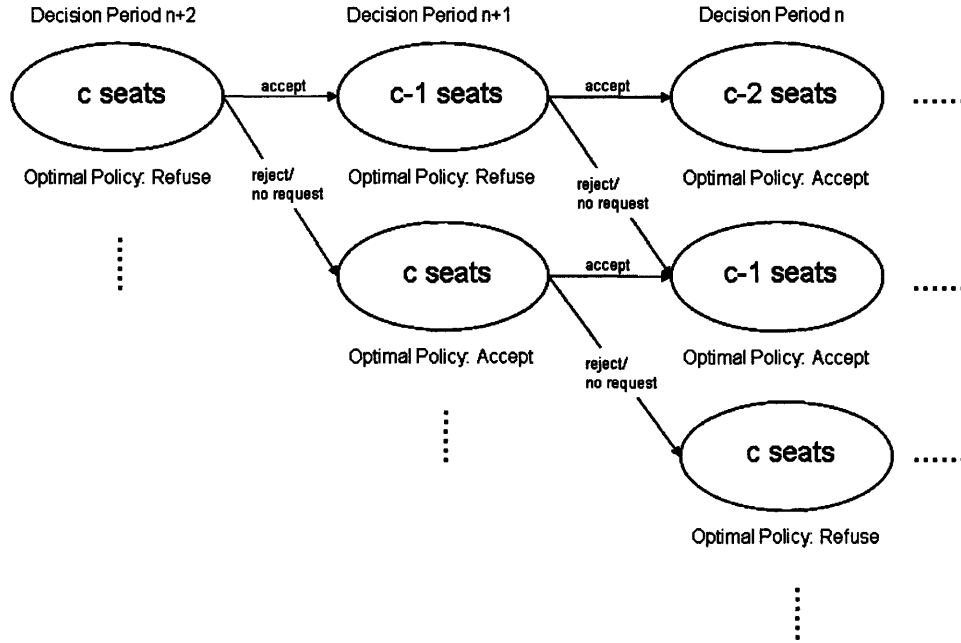 Decision Period n+2
Decision Period n+1
Decision Period n
c seats
accept
c-1 seats
accept
c-2 seats
......
Optimal Policy: Refuse
reject/
no request
Optimal Policy: Refuse
reject/
no request
Optimal Policy: Accept
c seats
accept
c-1 seats
......
Optimal Policy: Accept
reject/
no request
Optimal Policy: Accept
c seats
......
Optimal Policy: Refuse